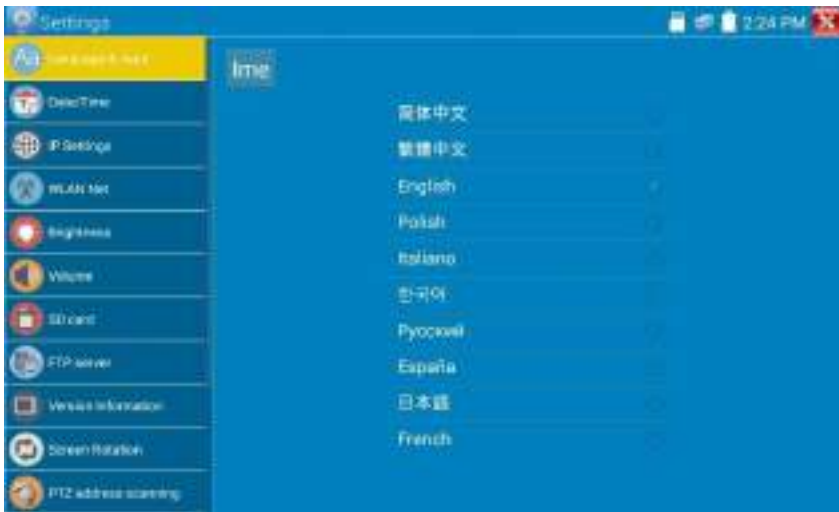 Settings
2:24 PM
Date/Time
IP Settings
WLAN Net
Brightness
Volume
SD card
FTP server
Version Information
Screen Rotation
PTZ address scanning
Ime
简体中文
繁體中文
English
Polish
Italiano
한국어
Русский
España
日本語
French